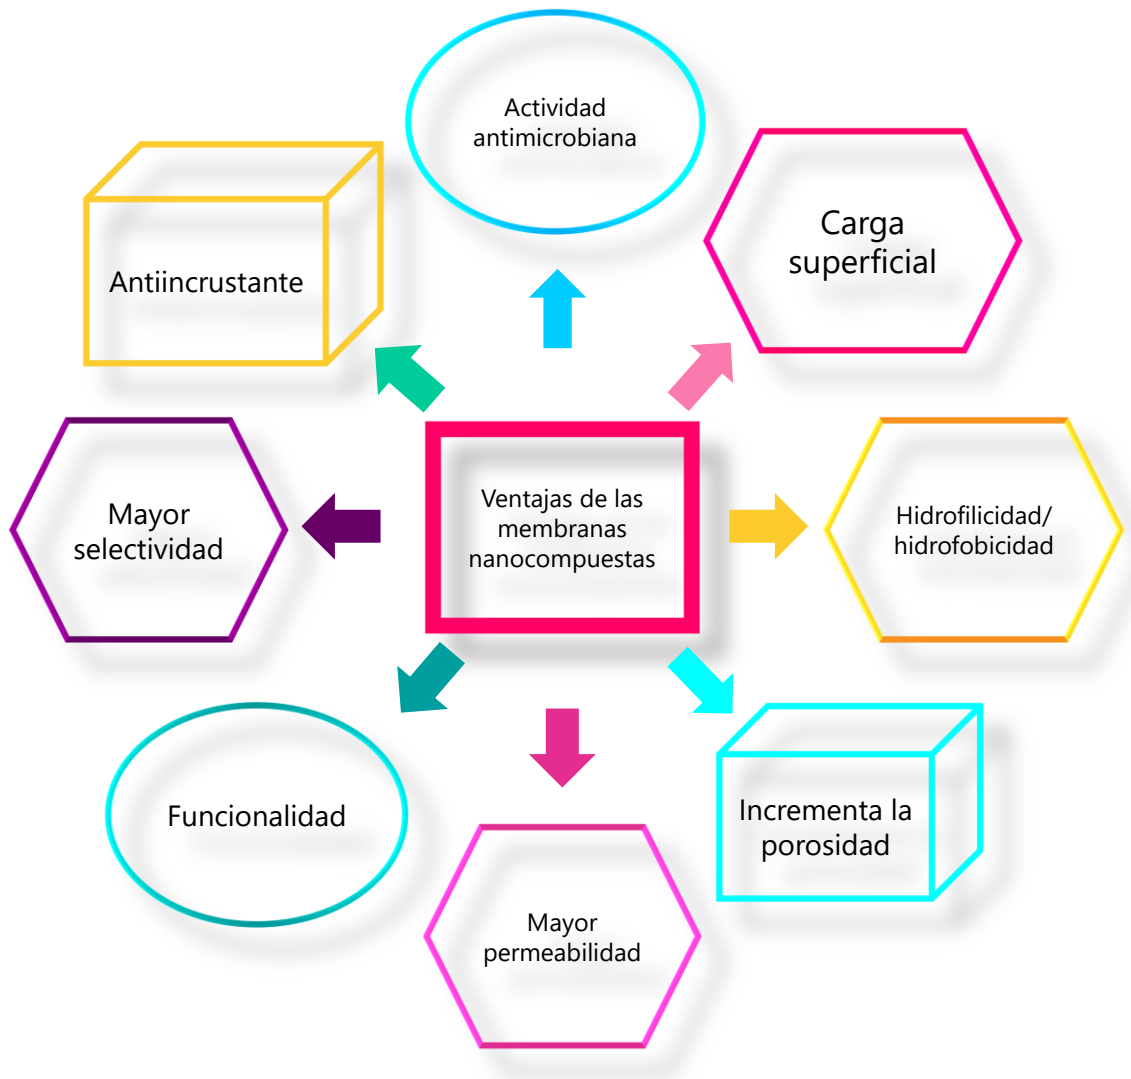 Actividad
antimicrobiana
Carga
superficial
Antiincrustante
Ventajas de las
membranas
nanocompuestas
Mayor
selectividad
Hidrofilicidad/
hidrofobicidad
Funcionalidad
Incrementa la
porosidad
Mayor
permeabilidad